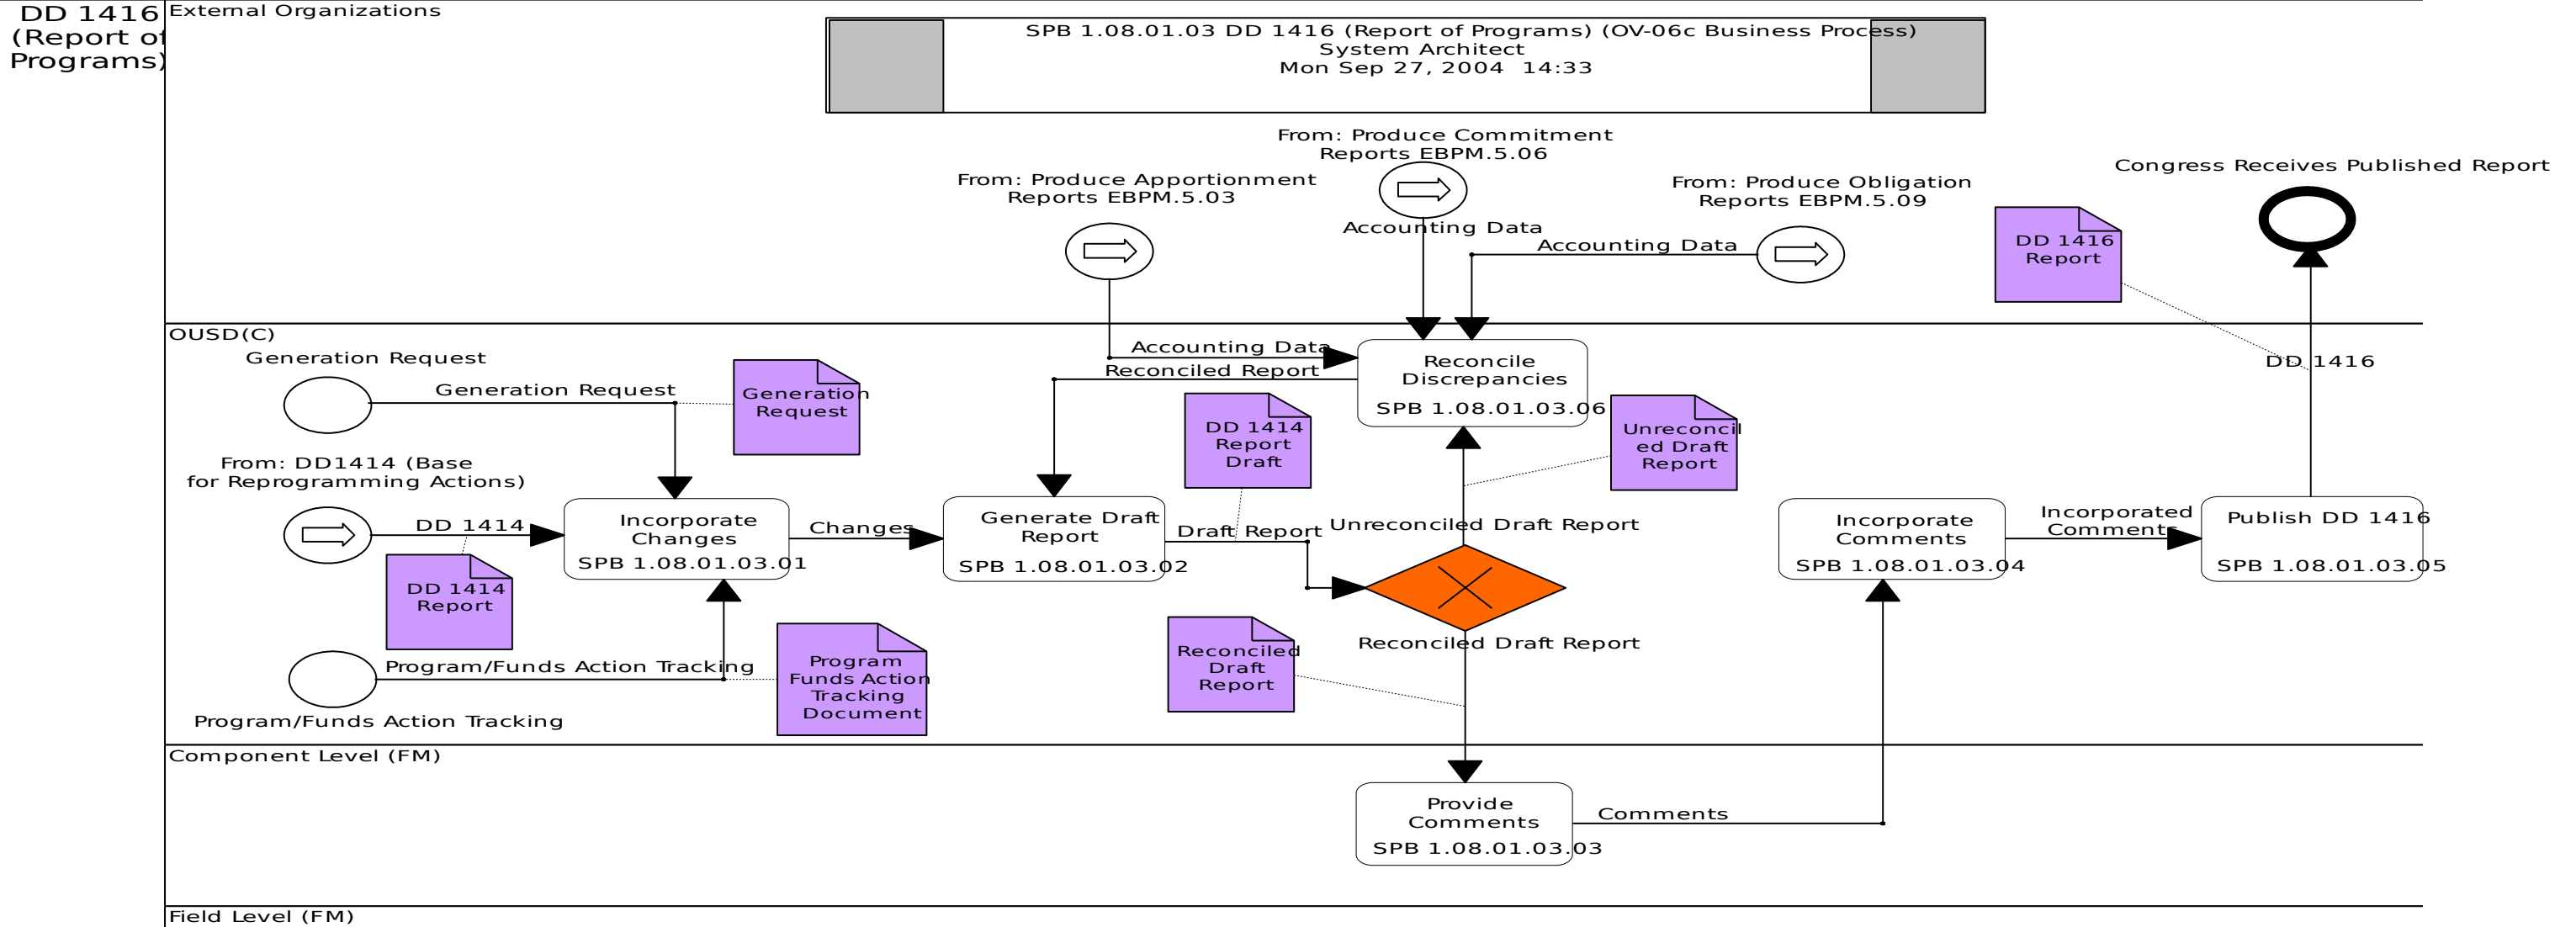 DD 1416
(Report of
Programs)
External Organizations
SPB 1.08.01.03 DD 1416 (Report of Programs) (OV-06c Business Process)
System Architect
Mon Sep 27, 2004 14:33
From: Produce Commitment
Reports EBPM.5.06
From: Produce Apportionment
Reports EBPM.5.03
From: Produce Obligation
Reports EBPM.5.09
Congress Receives Published Report
Accounting Data
Accounting Data
DD 1416
Report
OUSD(C)
Generation Request
Generation Request
Generation
Request
Accounting Data
Reconciled Report
Reconcile
Discrepancies
SPB 1.08.01.03.06
DD 1416
DD 1414
Report
Draft
Unreconcil
ed Draft
Report
From: DD1414 (Base
for Reprogramming Actions)
DD 1414
Incorporate
Changes
SPB 1.08.01.03.01
Changes
Generate Draft
Report
SPB 1.08.01.03.02
Draft Report
Unreconciled Draft Report
Incorporate
Comments
SPB 1.08.01.03.04
Incorporated
Comments
Publish DD 1416
SPB 1.08.01.03.05
DD 1414
Report
Program/Funds Action Tracking
Program/Funds Action Tracking
Program
Funds Action
Tracking
Document
Reconciled
Draft
Report
Reconciled Draft Report
Component Level (FM)
Provide
Comments
SPB 1.08.01.03.03
Comments
Field Level (FM)